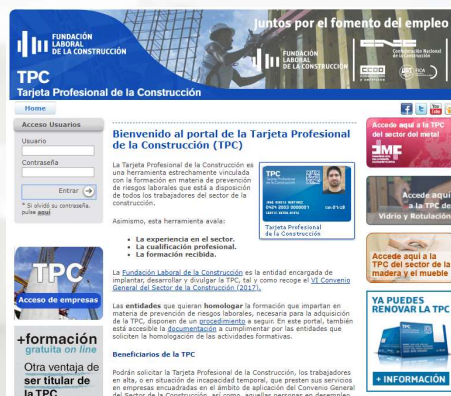 Juntos por el fomento del empleo
FUNDACIÓN
LABORAL
DE LA CONSTRUCCIÓN
FUNDACIÓN
LABORAL
DE LA CONSTRUCCIÓN
Confederación Nacional
de la Construcción
TPC
Tarjeta Profesional de la Construcción
Home
Acceso Usuarios
Usuario
Contraseña
Entrar
* Si olvidó su contraseña,
pulse aquí
TPC
Acceso de empresas
+formación
gratuita on line
Otra ventaja de
ser titular de
la TPC
Bienvenido al portal de la Tarjeta Profesional
de la Construcción (TPC)
La Tarjeta Profesional de la Construcción es
una herramienta estrechamente vinculada
con la formación en materia de prevención
de riesgos laborales que está a disposición
de todos los trabajadores del sector de la
construcción.
Asimismo, esta herramienta avala:
• La experiencia en el sector.
• La cualificación profesional.
• La formación recibida.
TPC
Tarjeta Profesional
de la Construcción
La Fundación Laboral de la Construcción es la entidad encargada de
implantar, desarrollar y divulgar la TPC, tal y como recoge el VI Convenio
General del Sector de la Construcción (2017).
Las entidades que quieran homologar la formación que impartan en
materia de prevención de riesgos laborales, necesaria para la adquisición
de la TPC, disponen de un procedimiento a seguir. En este portal, también
está accesible la documentación a cumplimentar por las entidades que
soliciten la homologación de las actividades formativas.
Beneficiarios de la TPC
Podrán solicitar la Tarjeta Profesional de la Construcción, los trabajadores
en alta, o en situación de incapacidad temporal, que presten sus servicios
en empresas encuadradas en el ámbito de aplicación del Convenio General
del Sector de la Construcción, así como, aquellas personas en desempleo
Accede aquí a la TPC
del sector del metal
Accede aquí
a la TPC de
Vidrio y Rotulación
Accede aquí a la
TPC del sector de la
madera y el mueble
YA PUEDES
RENOVAR LA TPC
+ INFORMACIÓN